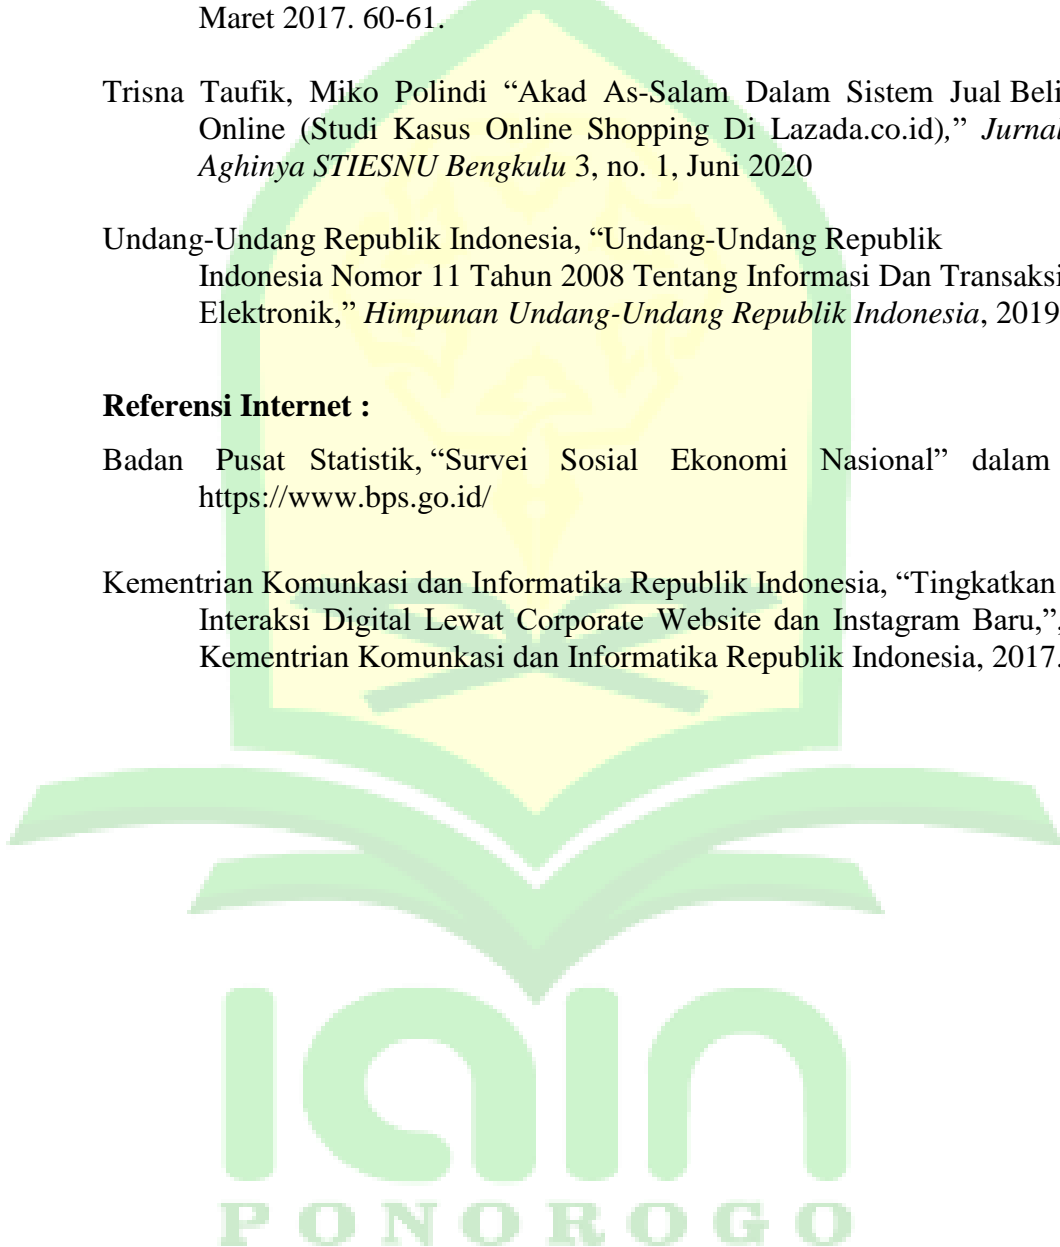 Maret 2017. 60-61.
Trisna Taufik, Miko Polindi “Akad As-Salam Dalam Sistem Jual Beli
Online (Studi Kasus Online Shopping Di Lazada.co.id),” Jurnal
Aghinya STIESNU Bengkulu 3, no. 1, Juni 2020
Undang-Undang Republik Indonesia, “Undang-Undang Republik
Indonesia Nomor 11 Tahun 2008 Tentang Informasi Dan Transaksi
Elektronik,” Himpunan Undang-Undang Republik Indonesia, 2019
Referensi Internet :
Badan Pusat Statistik, “Survei Sosial Ekonomi Nasional” dalam
https://www.bps.go.id/
Kementrian Komunkasi dan Informatika Republik Indonesia, “Tingkatkan
Interaksi Digital Lewat Corporate Website dan Instagram Baru,”,
Kementrian Komunkasi dan Informatika Republik Indonesia, 2017.
iain
PONOROGO